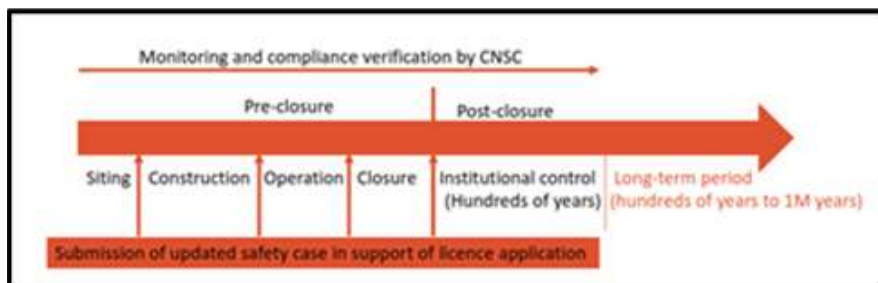 Monitoring and compliance verification by CNSC
Pre-closure
Post-closure
Siting
Construction
Operation
Closure
Institutional control
(Hundreds of years)
Long-term period
(hundreds of years to 1M years)
Submission of updated safety case in support of licence application